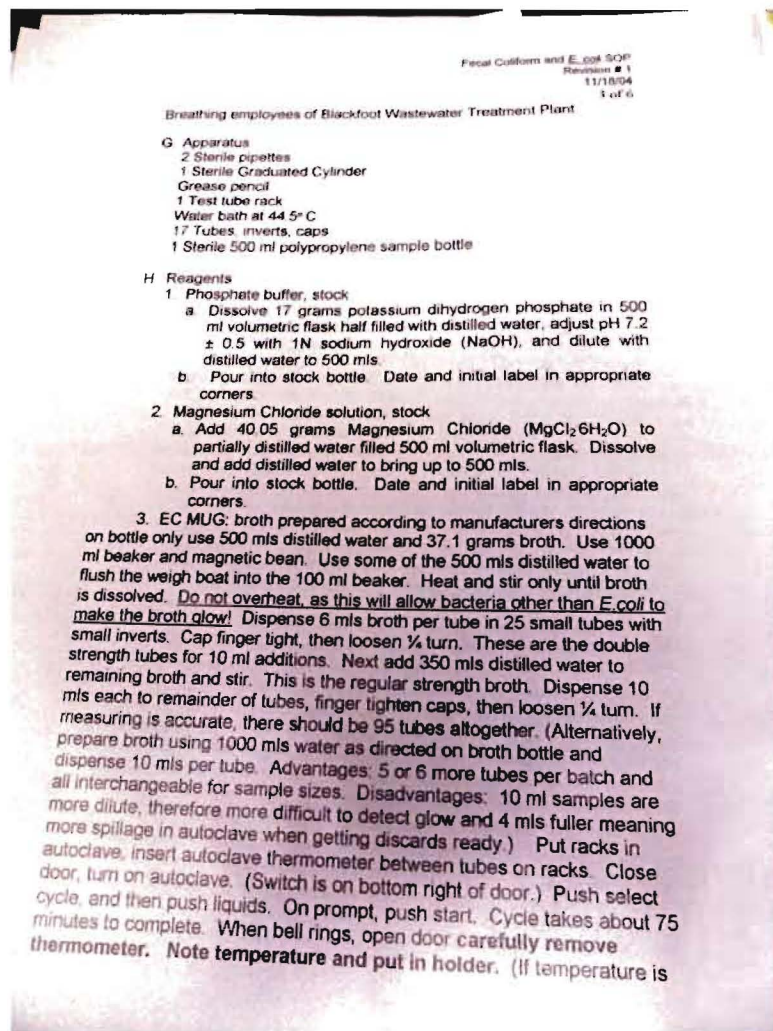 Fecal Coliform and E. coli SOP
Revision # 1
11/18/04
3 of 6
Breathing employees of Blackfoot Wastewater Treatment Plant
G Apparatus
2 Sterile pipettes
1 Sterile Graduated Cylinder
Grease pencil
1 Test tube rack
Water bath at 44.5° C
17 Tubes, inverts, caps
1 Sterile 500 ml polypropylene sample bottle
H Reagents
1 Phosphate buffer, stock
a. Dissolve 17 grams potassium dihydrogen phosphate in 500
ml volumetric flask half filled with distilled water, adjust pH 7.2
± 0.5 with 1N sodium hydroxide (NaOH), and dilute with
distilled water to 500 mls.
b. Pour into stock bottle. Date and initial label in appropriate
corners.
2. Magnesium Chloride solution, stock
a. Add 40.05 grams Magnesium Chloride (MgCl₂6H₂O) to
partially distilled water filled 500 ml volumetric flask. Dissolve
and add distilled water to bring up to 500 mls.
b. Pour into stock bottle. Date and initial label in appropriate
corners.
3. EC MUG: broth prepared according to manufacturers directions
on bottle only use 500 mls distilled water and 37.1 grams broth. Use 1000
ml beaker and magnetic bean. Use some of the 500 mls distilled water to
flush the weigh boat into the 100 ml beaker. Heat and stir only until broth
is dissolved. Do not overheat, as this will allow bacteria other than E.coli to
make the broth glow! Dispense 6 mls broth per tube in 25 small tubes with
small inverts. Cap finger tight, then loosen ¼ turn. These are the double
strength tubes for 10 ml additions. Next add 350 mls distilled water to
remaining broth and stir. This is the regular strength broth. Dispense 10
mls each to remainder of tubes, finger tighten caps, then loosen ¼ turn. If
measuring is accurate, there should be 95 tubes altogether. (Alternatively,
prepare broth using 1000 mls water as directed on broth bottle and
dispense 10 mls per tube. Advantages: 5 or 6 more tubes per batch and
all interchangeable for sample sizes. Disadvantages: 10 ml samples are
more dilute, therefore more difficult to detect glow and 4 mls fuller meaning
more spillage in autoclave when getting discards ready.) Put racks in
autoclave, insert autoclave thermometer between tubes on racks. Close
door, turn on autoclave. (Switch is on bottom right of door.) Push select
cycle, and then push liquids. On prompt, push start. Cycle takes about 75
minutes to complete. When bell rings, open door carefully remove
thermometer. Note temperature and put in holder. (If temperature is